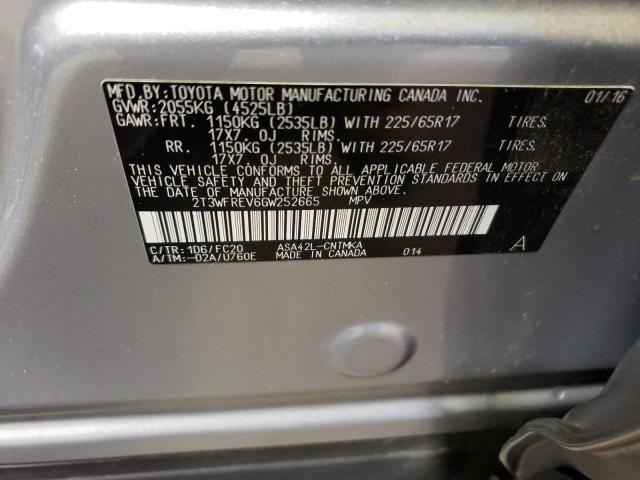 MFD.BY:TOYOTA MOTOR MANUFACTURING CANADA INC. 01/16
GVWR:2055KG (4525LB)
GAWR:FRT. 1150KG (2535LB) WITH 225/65R17 TIRES,
17X7 OJ RIMS,
RR. 1150KG (2535LB) WITH 225/65R17 TIRES,
17X7 OJ RIMS.
THIS VEHICLE CONFORMS TO ALL APPLICABLE FEDERAL MOTOR
VEHICLE SAFETY AND THEFT PREVENTION STANDARDS IN EFFECT ON
THE DATE OF MANUFACTURE SHOWN ABOVE.
2T3WFREV6GW252665 MPV
C/TR:1D6/FC20 ASA42L-CNTMKA A
A/TM:-02A/U760E MADE IN CANADA 014